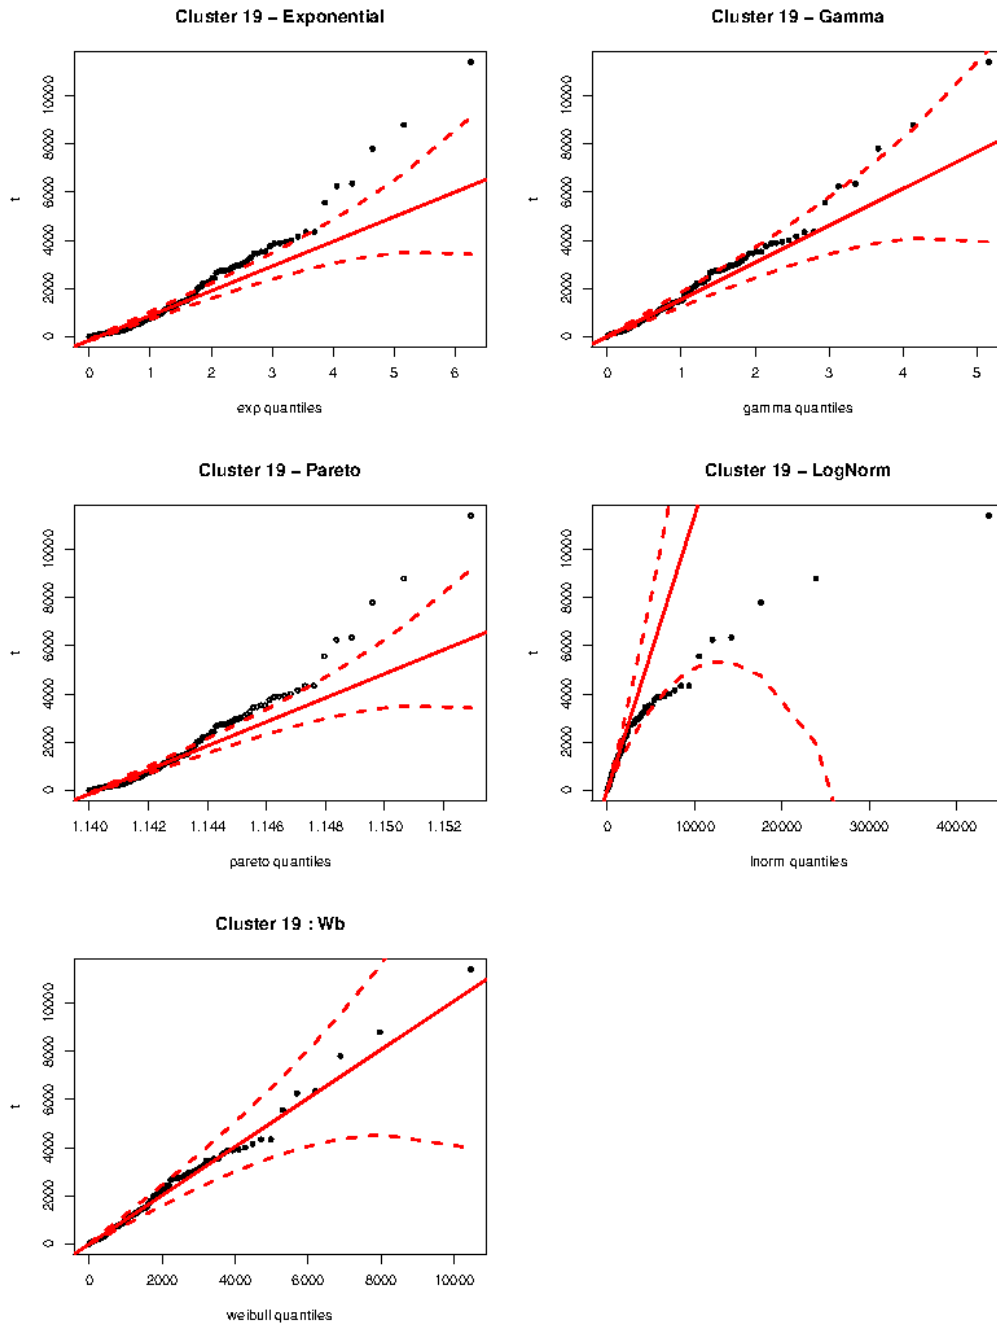 Cluster 19 – Exponential
t
0 2000 4000 6000 8000 10000
0 1 2 3 4 5 6
exp quantiles
Cluster 19 – Gamma
t
0 2000 4000 6000 8000 10000
0 1 2 3 4 5
gamma quantiles
Cluster 19 – Pareto
t
0 2000 4000 6000 8000 10000
1.140 1.142 1.144 1.146 1.148 1.150 1.152
pareto quantiles
Cluster 19 – LogNorm
t
0 2000 4000 6000 8000 10000
0 10000 20000 30000 40000
lnorm quantiles
Cluster 19 : Wb
t
0 2000 4000 6000 8000 10000
0 2000 4000 6000 8000 10000
weibull quantiles